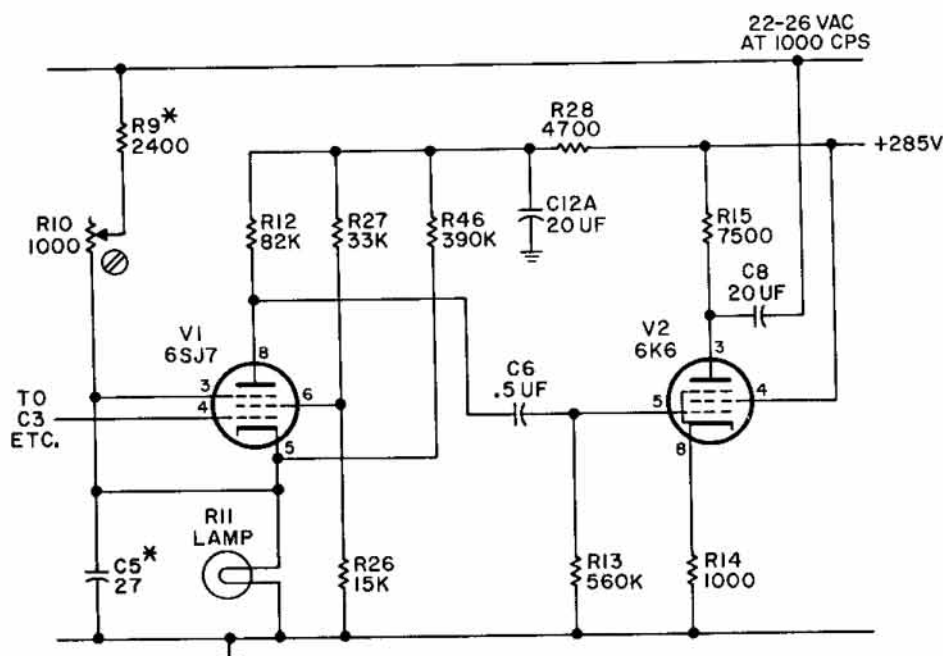 22-26 VAC
AT 1000 CPS
R9*
2400
R28
4700
+285V
R10
1000
R12
82K
R27
33K
R46
390K
C12A
20 UF
R15
7500
C8
20 UF
V1
6SJ7
8
V2
6K6
3
C6
.5 UF
3
6
4
5
4
TO
C3
ETC.
5
8
R11
LAMP
C5*
27
R26
15K
R13
560K
R14
1000